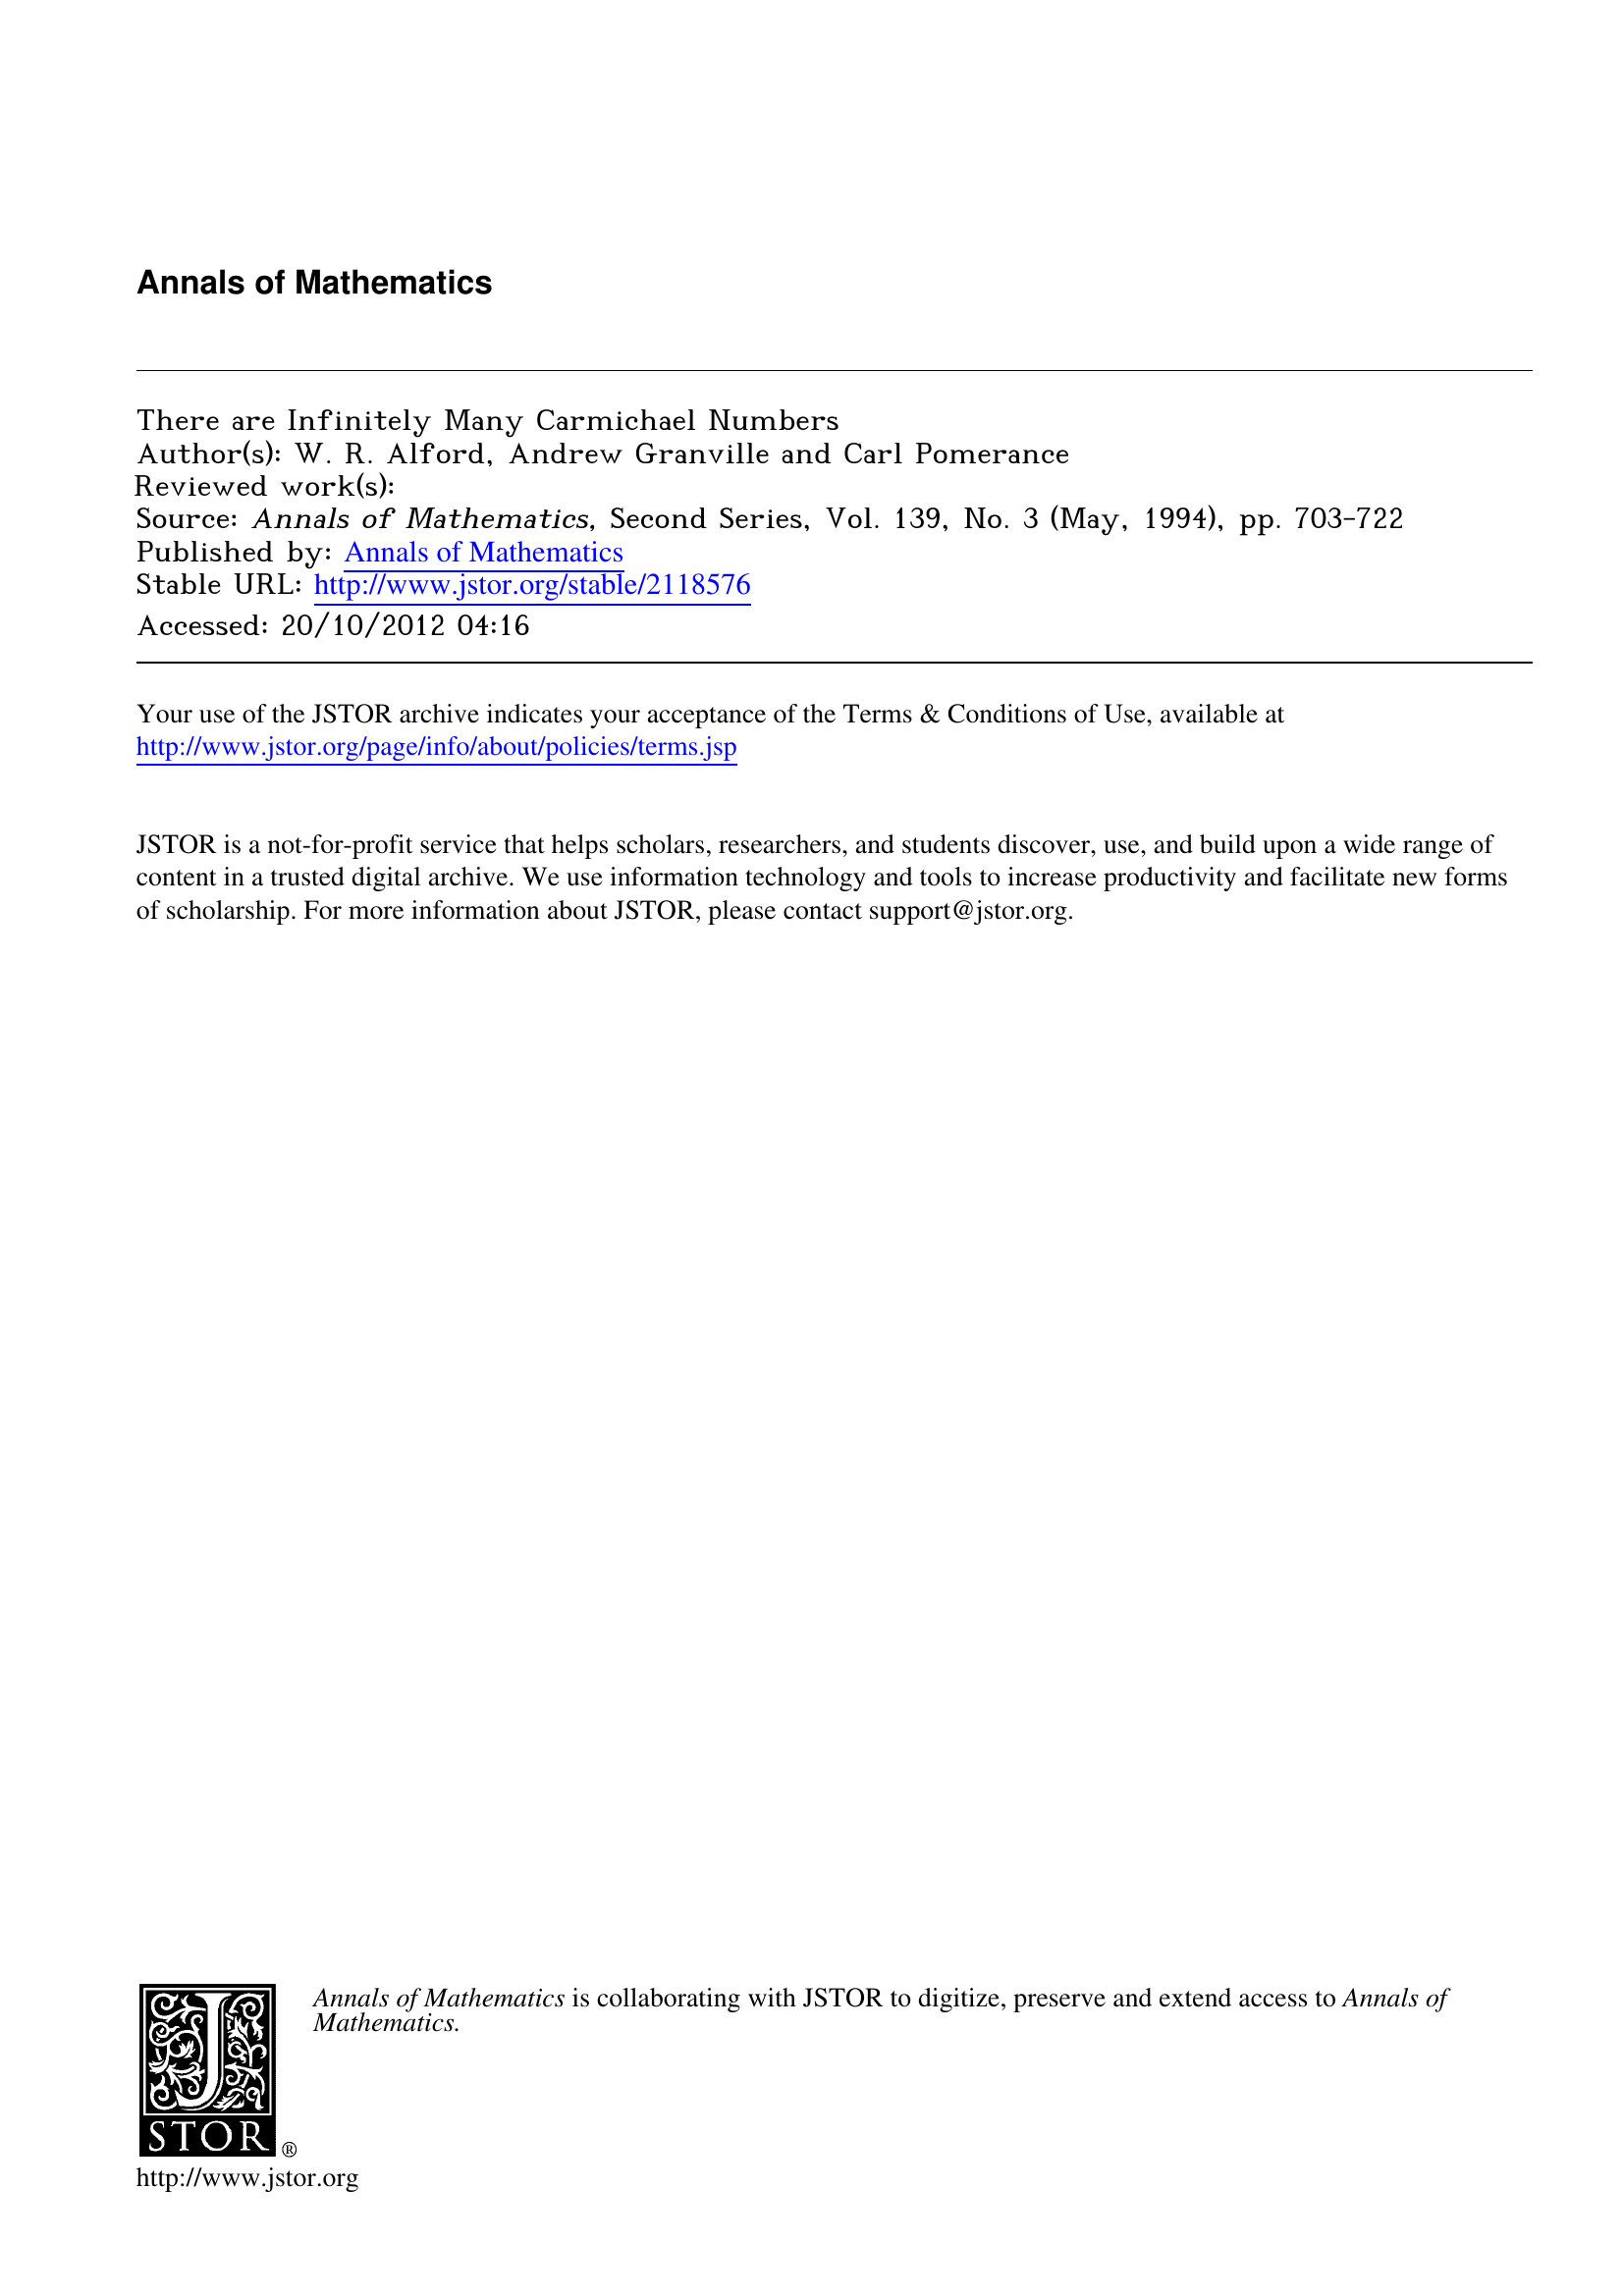 Annals of Mathematics
There are Infinitely Many Carmichael Numbers
Author(s): W. R. Alford, Andrew Granville and Carl Pomerance
Reviewed work(s):
Source: Annals of Mathematics, Second Series, Vol. 139, No. 3 (May, 1994), pp. 703-722
Published by: Annals of Mathematics
Stable URL: http://www.jstor.org/stable/2118576
Accessed: 20/10/2012 04:16
Your use of the JSTOR archive indicates your acceptance of the Terms & Conditions of Use, available at
http://www.jstor.org/page/info/about/policies/terms.jsp
JSTOR is a not-for-profit service that helps scholars, researchers, and students discover, use, and build upon a wide range of
content in a trusted digital archive. We use information technology and tools to increase productivity and facilitate new forms
of scholarship. For more information about JSTOR, please contact support@jstor.org.
Annals of Mathematics is collaborating with JSTOR to digitize, preserve and extend access to Annals of
Mathematics.
J
STOR ®
http://www.jstor.org